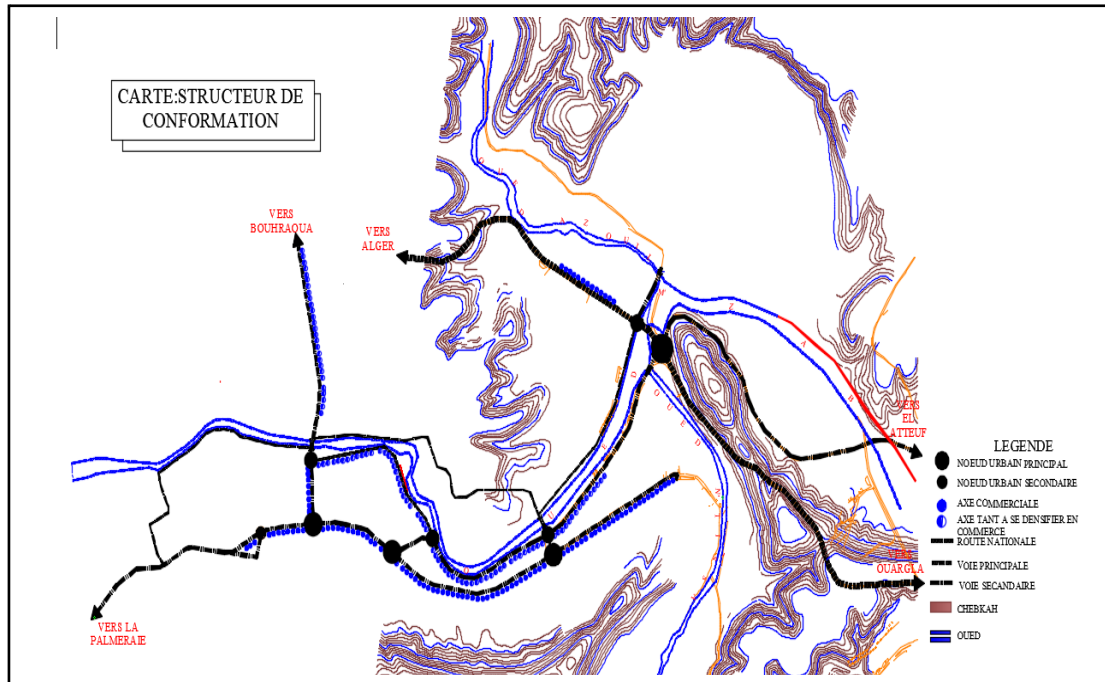 CARTE:STRUCTEUR DE
CONFORMATION
VERS
BOUHRAQUA
VERS
ALGER
VERS
EL
ATTEUF
VERS
OUARGLA
VERS LA
PALMERAIE
LEGENDE
NOEUD URBAIN PRINCIPAL
NOEUD URBAIN SECONDAIRE
AXE COMMERCIALE
AXE TANT A SE DENSIFIER EN
COMMERCE
ROUTE NATIONALE
VOIE PRINCIPALE
VOIE SECANDAIRE
CHEBKAH
OUED